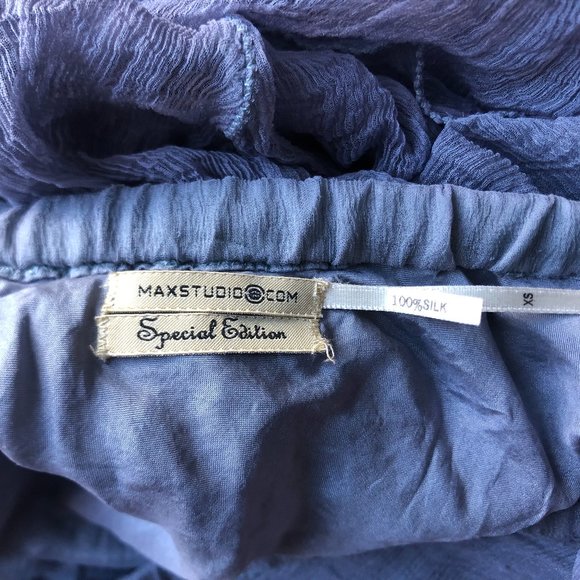 MAXSTUDIO@COM
Special Edition
100%SILK
XS